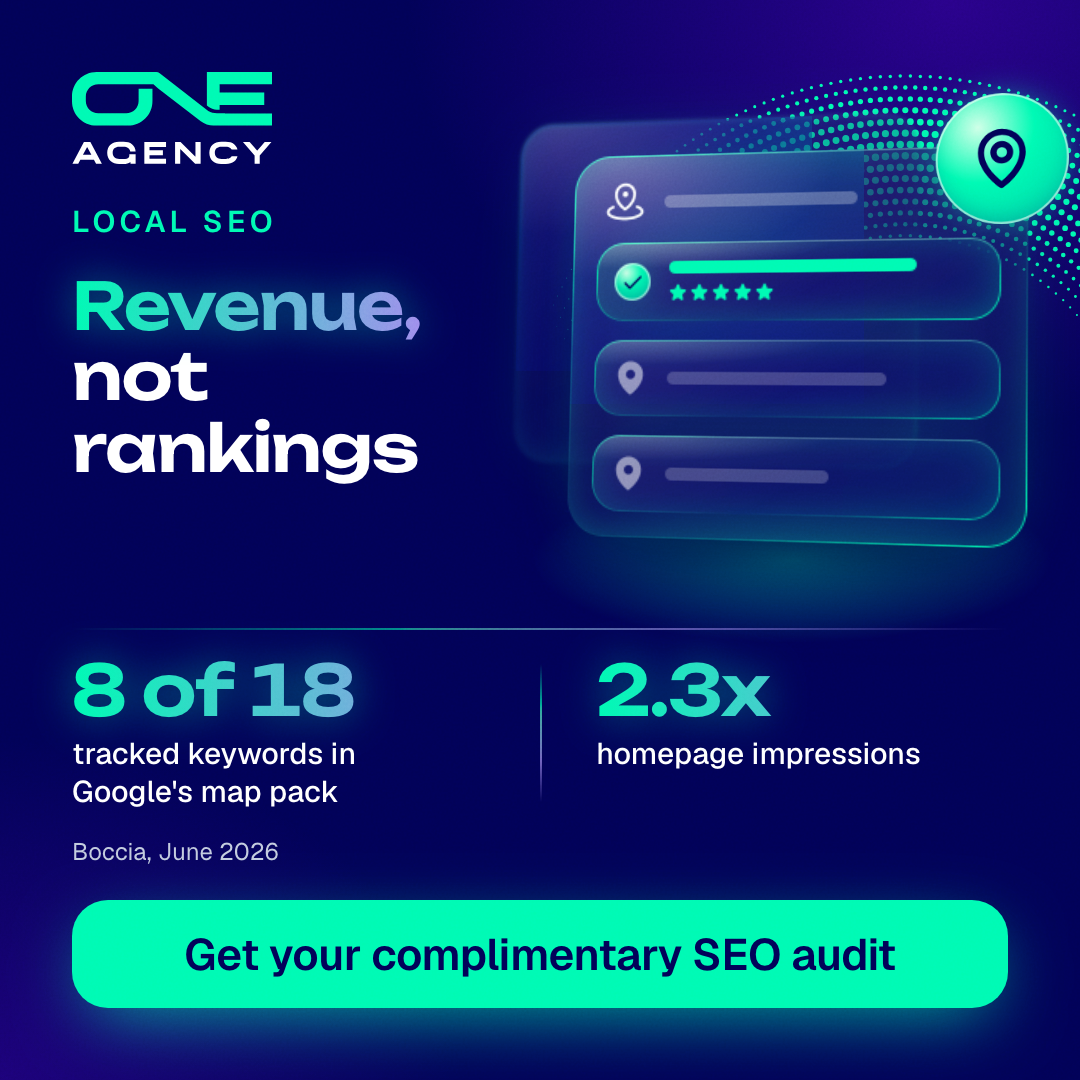 ONE
AGENCY
LOCAL SEO
Revenue,
not
rankings
8 of 18
tracked keywords in
Google's map pack
2.3x
homepage impressions
Boccia, June 2026
Get your complimentary SEO audit